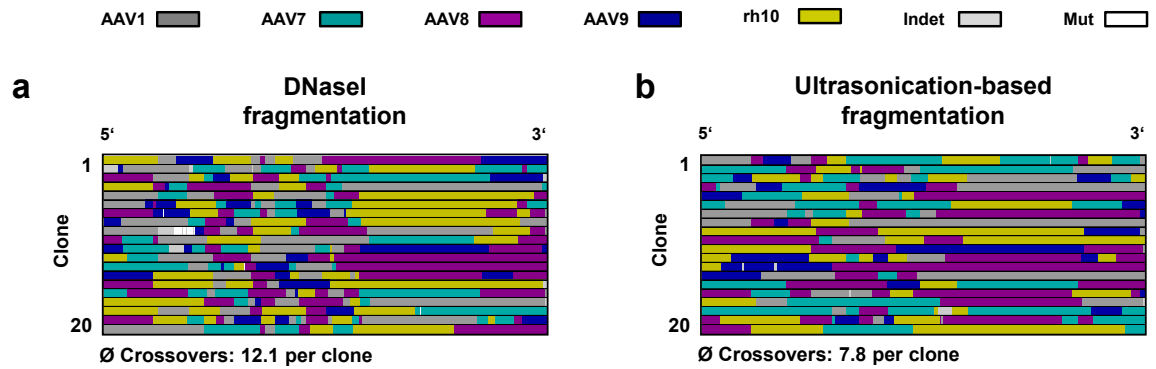 AAV1 AAV7 AAV8 AAV9 rh10 Indet Mut
a
DNaseI
fragmentation
5‘ 3‘
1
Clone
20
Ø Crossovers: 12.1 per clone
b
Ultrasonication-based
fragmentation
5‘ 3‘
1
Clone
20
Ø Crossovers: 7.8 per clone